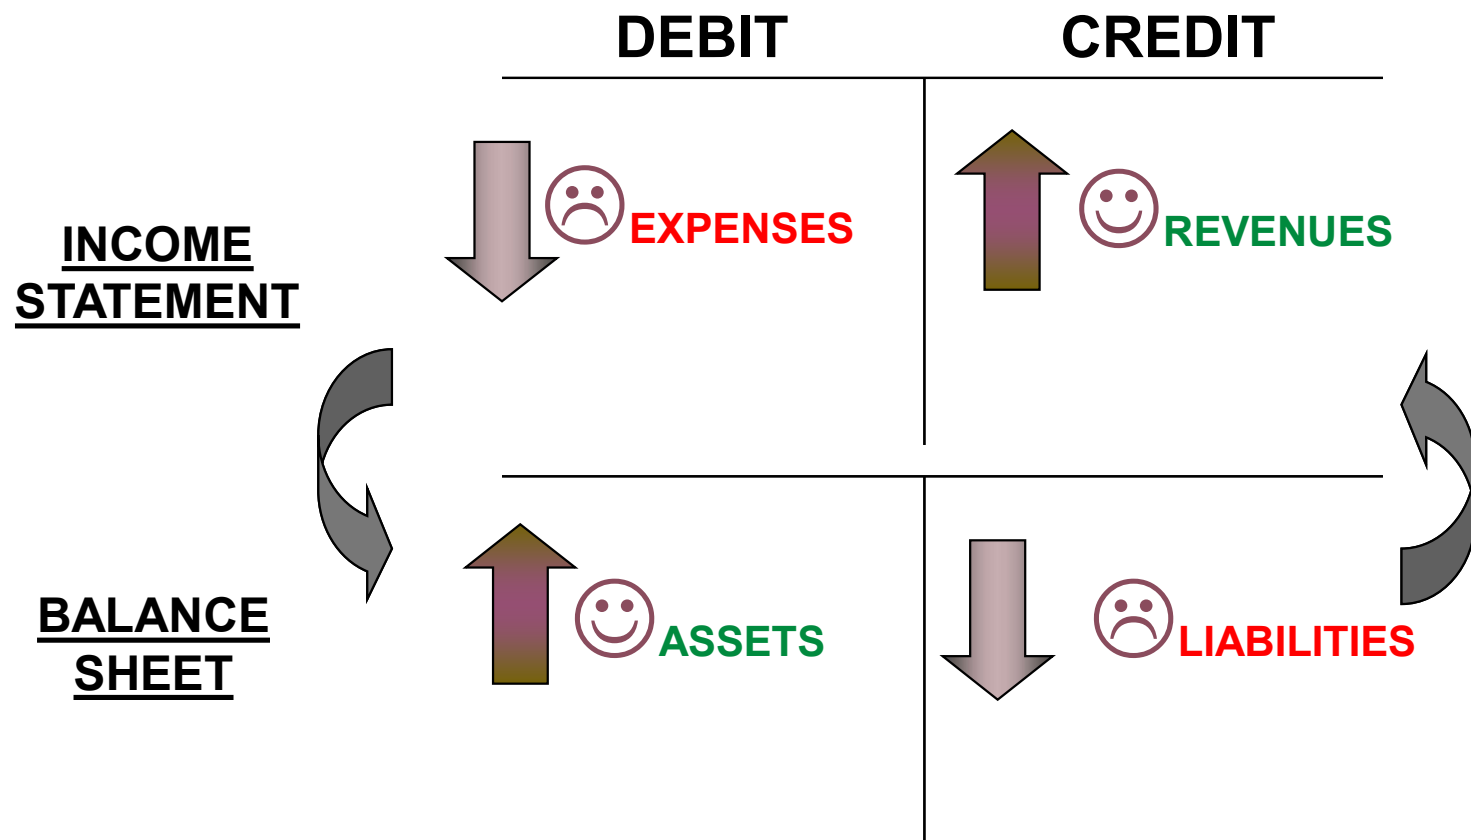 DEBIT CREDIT
EXPENSES REVENUES
INCOME
STATEMENT
ASSETS LIABILITIES
BALANCE
SHEET